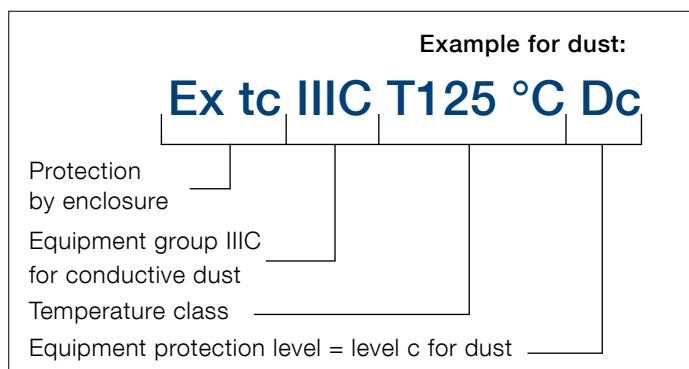 Example for dust:
Ex tc IIIC T125 °C Dc
Protection
by enclosure
Equipment group IIIC
for conductive dust
Temperature class
Equipment protection level = level c for dust